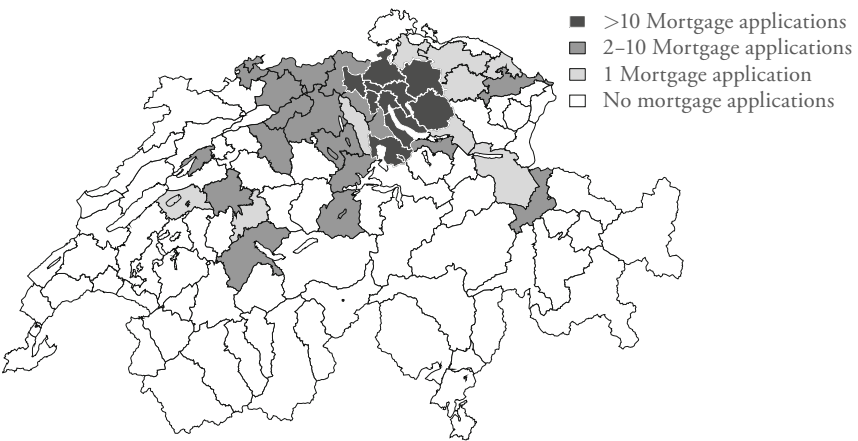 >10 Mortgage applications
2–10 Mortgage applications
1 Mortgage application
No mortgage applications